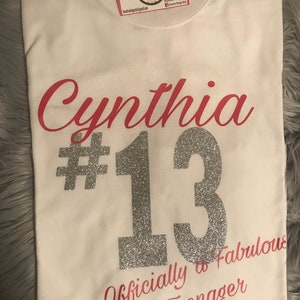 Cynthia
#13
Officially a Fabulous
Teenager